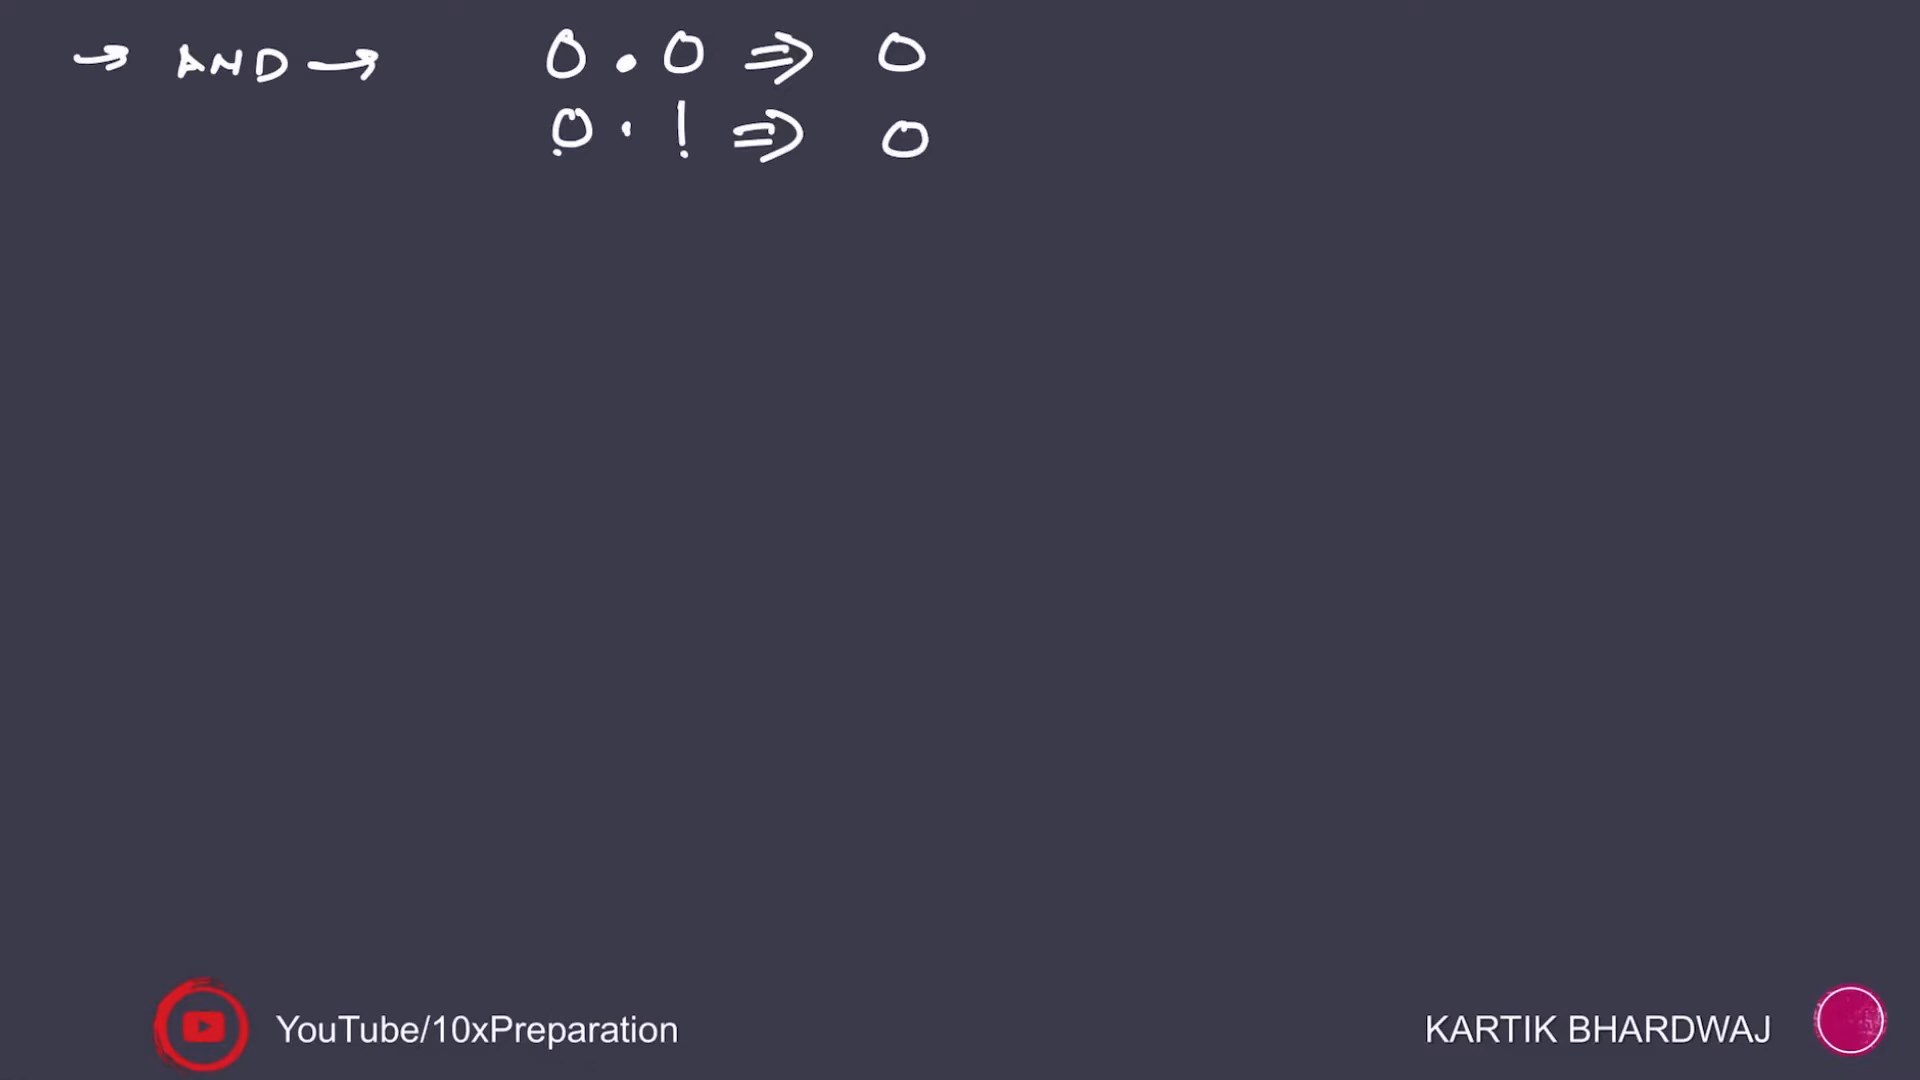 → AND → 0 . 0 ⇒ 0
0 . 1 ⇒ 0
YouTube/10xPreparation
KARTIK BHARDWAJ